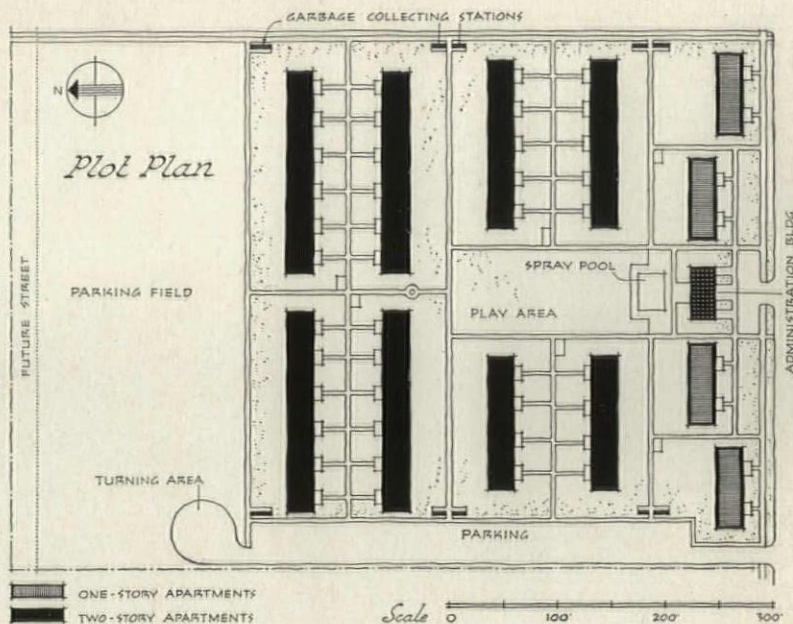 GARBAGE COLLECTING STATIONS
N
Plot Plan
FUTURE STREET
PARKING FIELD
SPRAY POOL
PLAY AREA
ADMINISTRATION BLDG
TURNING AREA
PARKING
ONE-STORY APARTMENTS
TWO-STORY APARTMENTS
Scale 0 100' 200' 300'